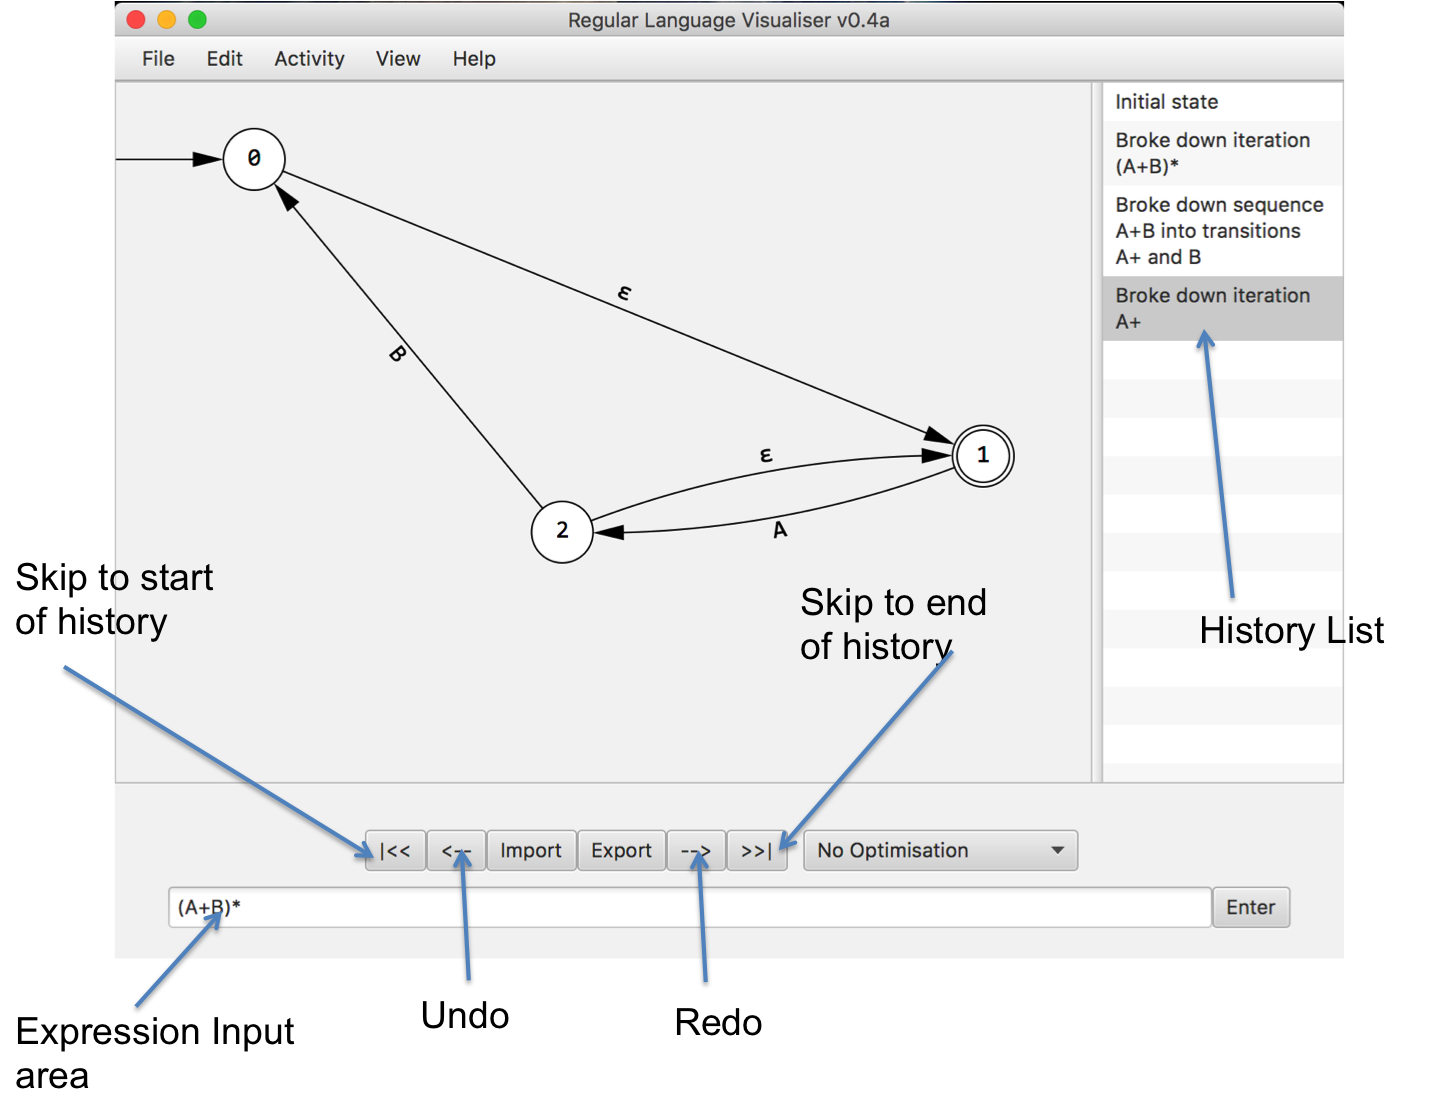 Regular Language Visualiser v0.4a
File Edit Activity View Help
Initial state
Broke down iteration
(A+B)*
Broke down sequence
A+B into transitions
A+ and B
Broke down iteration
A+
0
ε
B
ε
1
2
A
Skip to start
of history
Skip to end
of history
History List
|<< <-- Import Export --> >>| No Optimisation
(A+B)* Enter
Expression Input
area
Undo
Redo